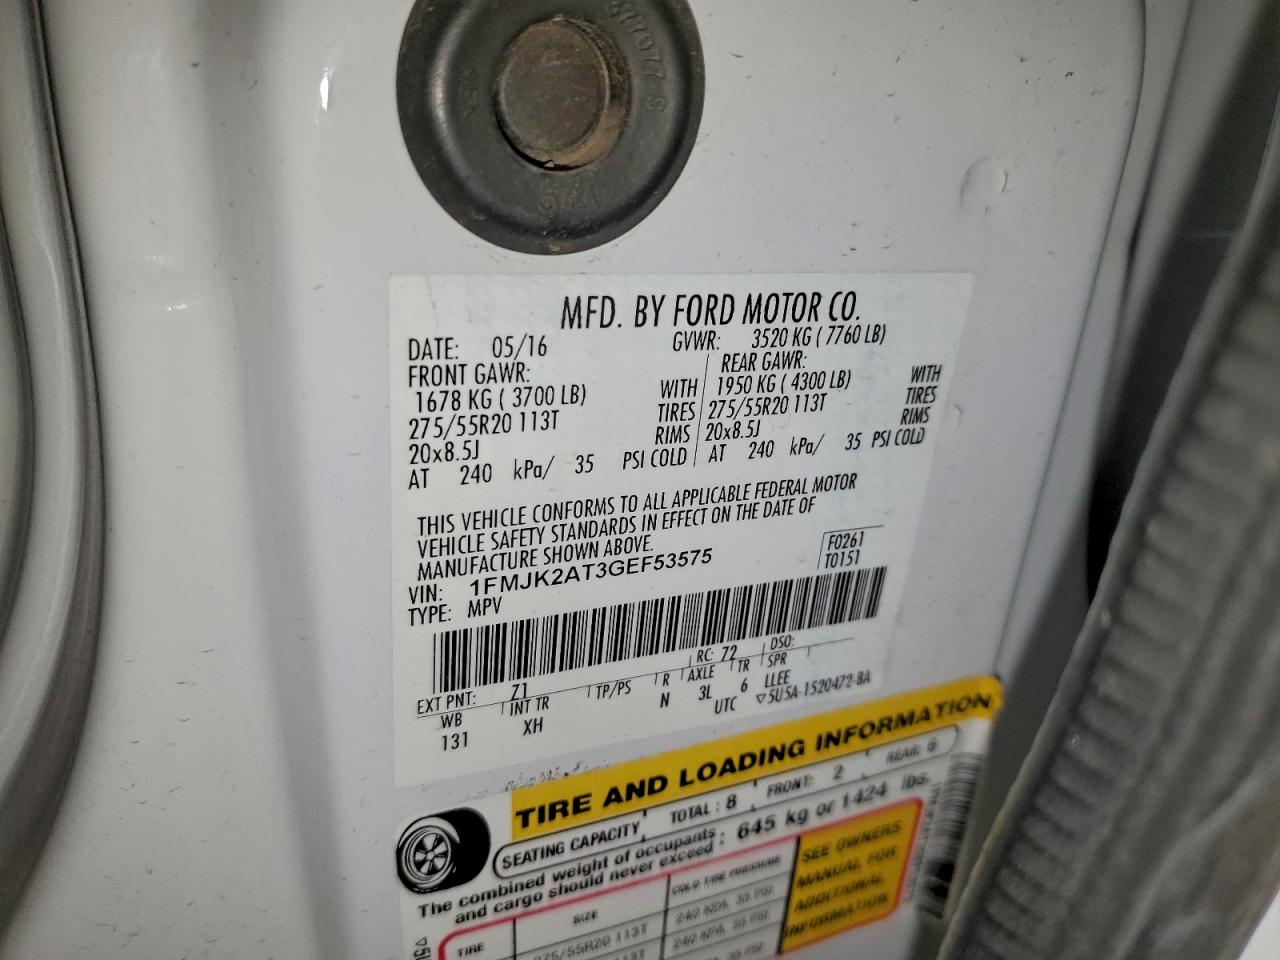 MFD. BY FORD MOTOR CO.
DATE: 05/16 GVWR: 3520 KG ( 7760 LB)
FRONT GAWR: REAR GAWR:
1678 KG ( 3700 LB) WITH 1950 KG ( 4300 LB) WITH
275/55R20 113T TIRES 275/55R20 113T TIRES
20x8.5J RIMS 20x8.5J RIMS
AT 240 kPa/ 35 PSI COLD AT 240 kPa/ 35 PSI COLD
THIS VEHICLE CONFORMS TO ALL APPLICABLE FEDERAL MOTOR
VEHICLE SAFETY STANDARDS IN EFFECT ON THE DATE OF
MANUFACTURE SHOWN ABOVE.
VIN: 1FMJK2AT3GEF53575
F0261
T0151
TYPE: MPV
EXT PNT: Z1 RC: 72 DSO:
WB INT TR TP/PS R AXLE TR SPR
131 XH N 3L 6 LLEE
UTC ▽5U5A-1520472-BA
TIRE AND LOADING INFORMATION
SEATING CAPACITY TOTAL : 8 FRONT: 2 REAR: 6
The combined weight of occupants
and cargo should never exceed : 645 kg or 1424 lbs.
TIRE SIZE COLD TIRE PRESSURE
275/55R20 113T 240 KPA, 35 PSI
113T 240 KPA, 35 PSI
SEE OWNERS
MANUAL FOR
ADDITIONAL
INFORMATION